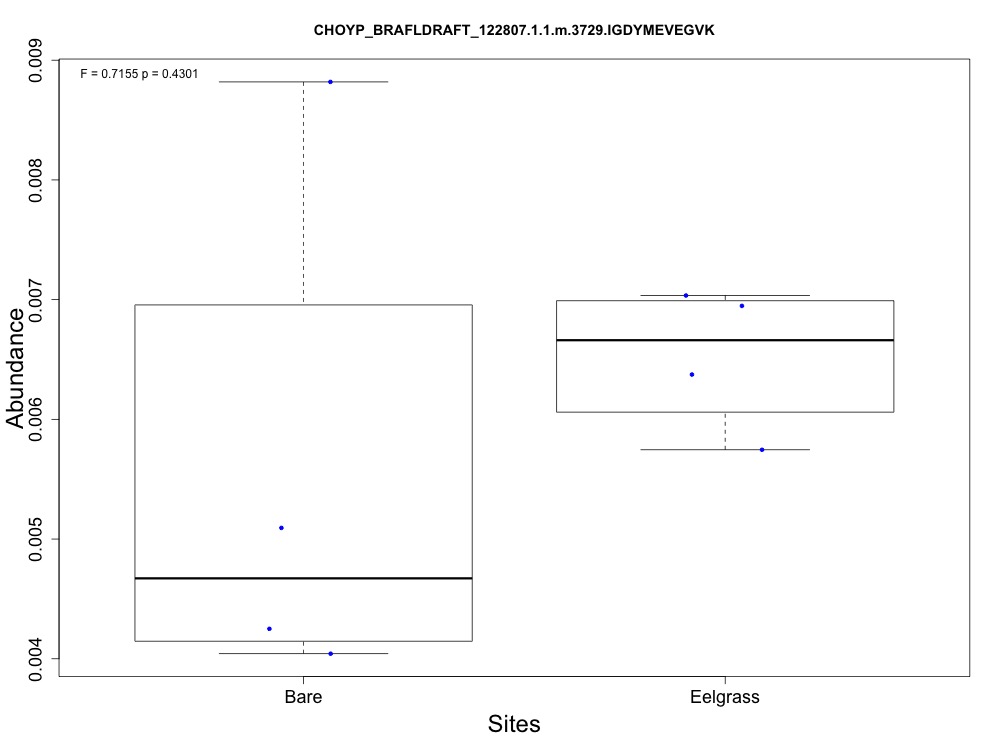 CHOYP_BRAFLDRAFT_122807.1.1.m.3729.IGDYMEVEGVK
F = 0.7155 p = 0.4301
0.009
0.008
0.007
0.006
0.005
0.004
Abundance
Bare
Eelgrass
Sites